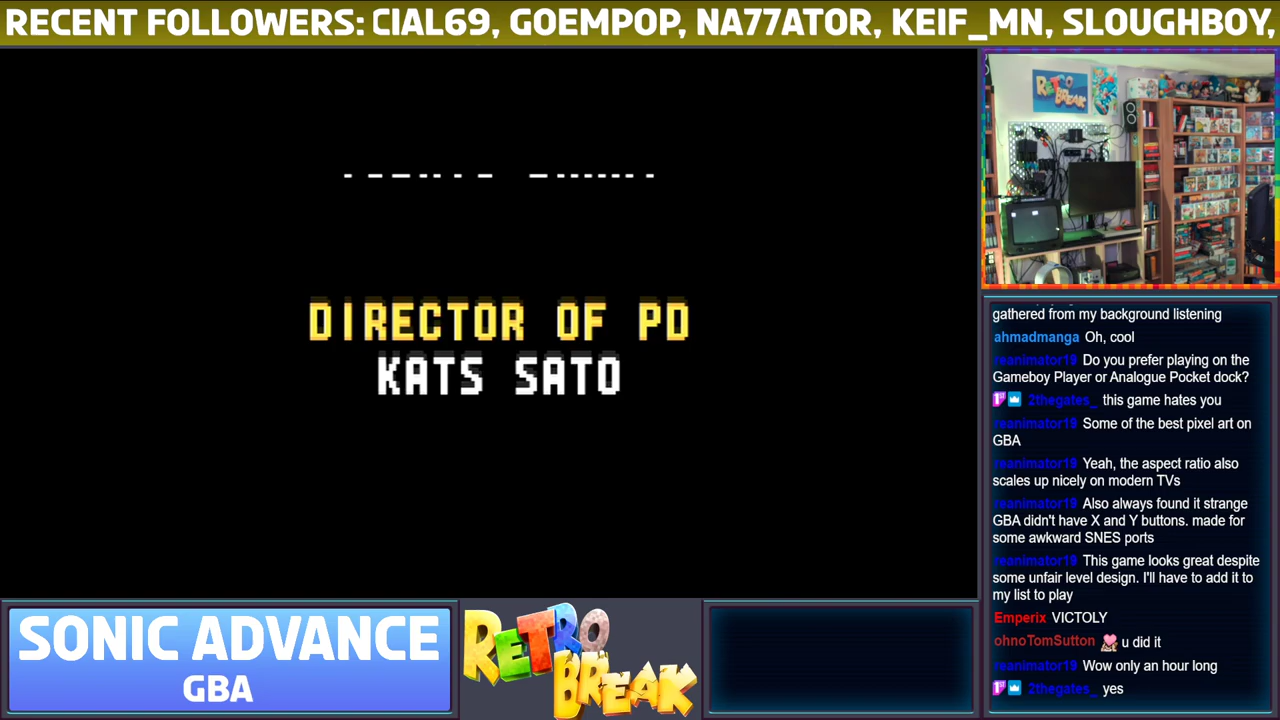 RECENT FOLLOWERS: CIAL69, GOEMPOP, NA77ATOR, KEIF_MN, SLOUGHBOY,
DIRECTOR OF PD
KATS SATO
RETRO
BREAK
gathered from my background listening
ahmadmanga Oh, cool
reanimator19 Do you prefer playing on the
Gameboy Player or Analogue Pocket dock?
2thegates_ this game hates you
reanimator19 Some of the best pixel art on
GBA
reanimator19 Yeah, the aspect ratio also
scales up nicely on modern TVs
reanimator19 Also always found it strange
GBA didn't have X and Y buttons. made for
some awkward SNES ports
reanimator19 This game looks great despite
some unfair level design. I'll have to add it to
my list to play
Emperix VICTOLY
ohnoTomSutton u did it
reanimator19 Wow only an hour long
2thegates_ yes
SONIC ADVANCE
GBA
RETRO
BREAK